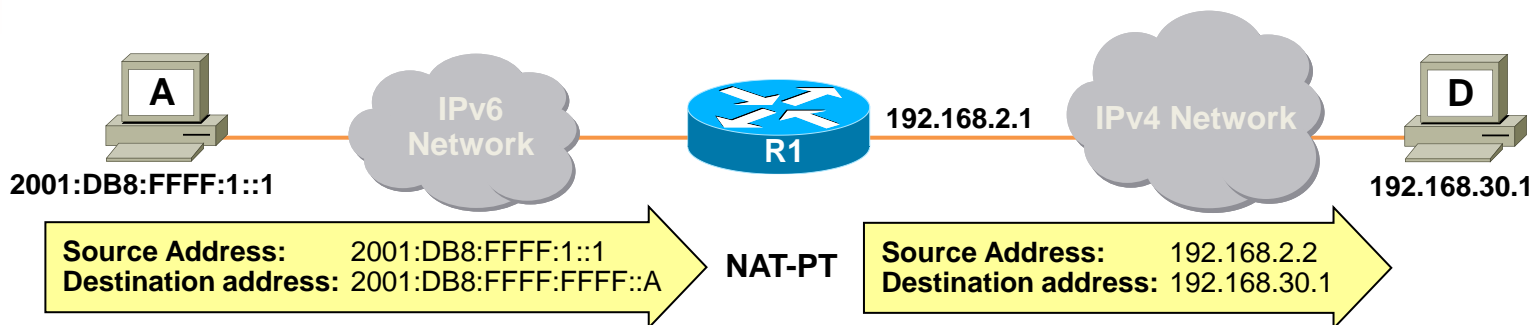 A
IPv6
Network
R1
192.168.2.1
IPv4 Network
D
2001:DB8:FFFF:1::1
192.168.30.1
Source Address: 2001:DB8:FFFF:1::1
Destination address: 2001:DB8:FFFF:FFFF::A
NAT-PT
Source Address: 192.168.2.2
Destination address: 192.168.30.1